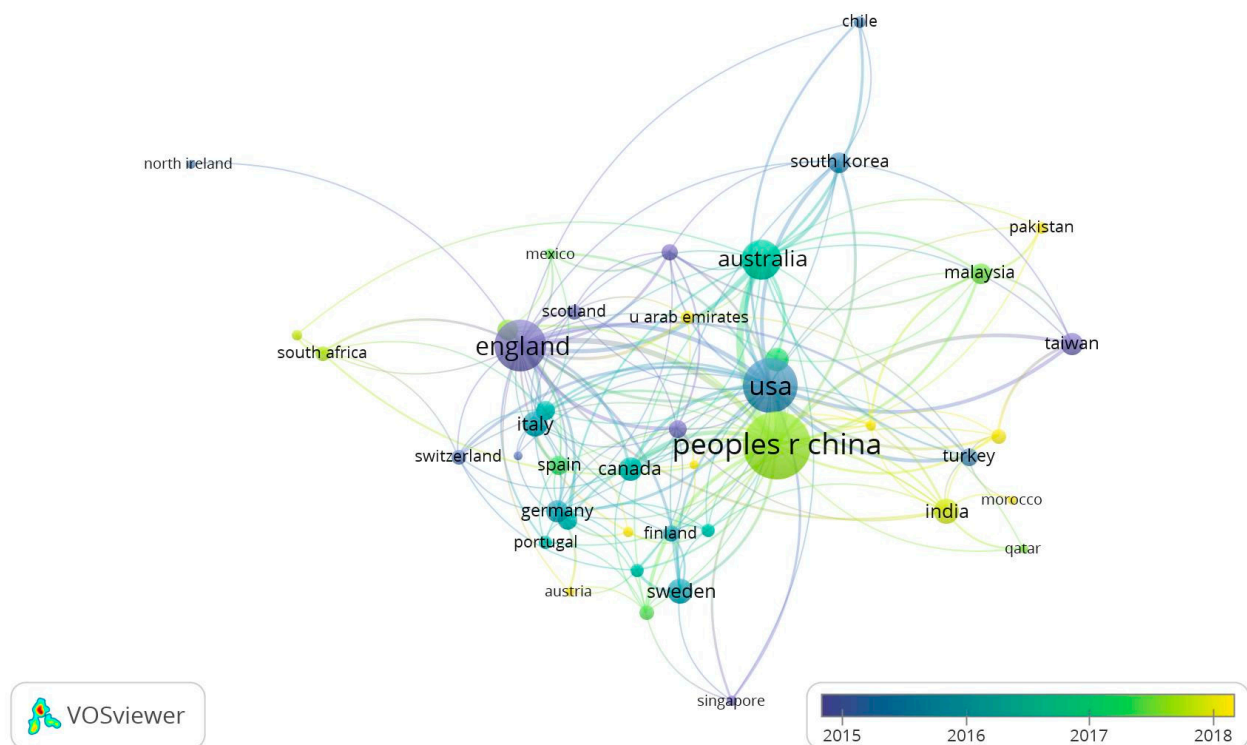 chile
north ireland
south korea
pakistan
mexico
australia
malaysia
scotland
u arab emirates
england
south africa
taiwan
usa
italy
peoples r china
switzerland
spain
canada
turkey
germany
india
morocco
portugal
finland
qatar
austria
sweden
singapore
VOSviewer
2015 2016 2017 2018